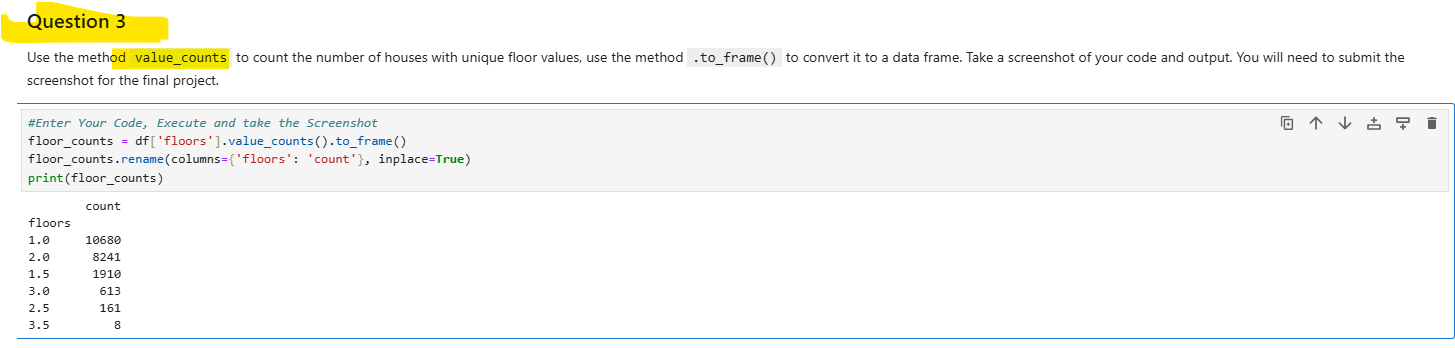 Question 3
Use the method value_counts to count the number of houses with unique floor values, use the method .to_frame() to convert it to a data frame. Take a screenshot of your code and output. You will need to submit the
screenshot for the final project.
#Enter Your Code, Execute and take the Screenshot
floor_counts = df['floors'].value_counts().to_frame()
floor_counts.rename(columns={'floors': 'count'}, inplace=True)
print(floor_counts)
count
floors
1.0 10680
2.0 8241
1.5 1910
3.0 613
2.5 161
3.5 8